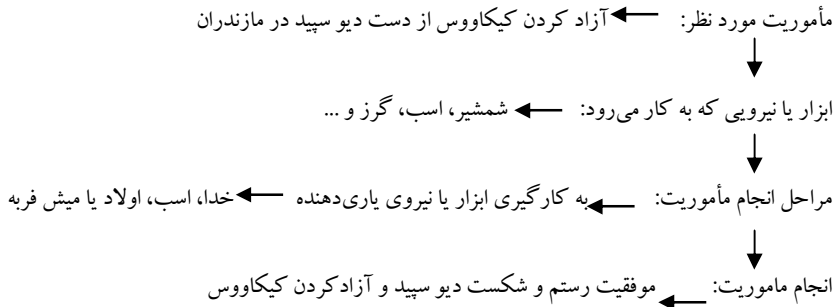 مأموریت مورد نظر: آزاد کردن کیکاووس از دست دیو سپید در مازندران
ابزار یا نیرویی که به کار می‌رود: شمشیر، اسب، گرز و ...
مراحل انجام مأموریت: به کارگیری ابزار یا نیروی یاری‌دهنده خدا، اسب، اولاد یا میش فربه
انجام ماموریت: موفقیت رستم و شکست دیو سپید و آزادکردن کیکاووس